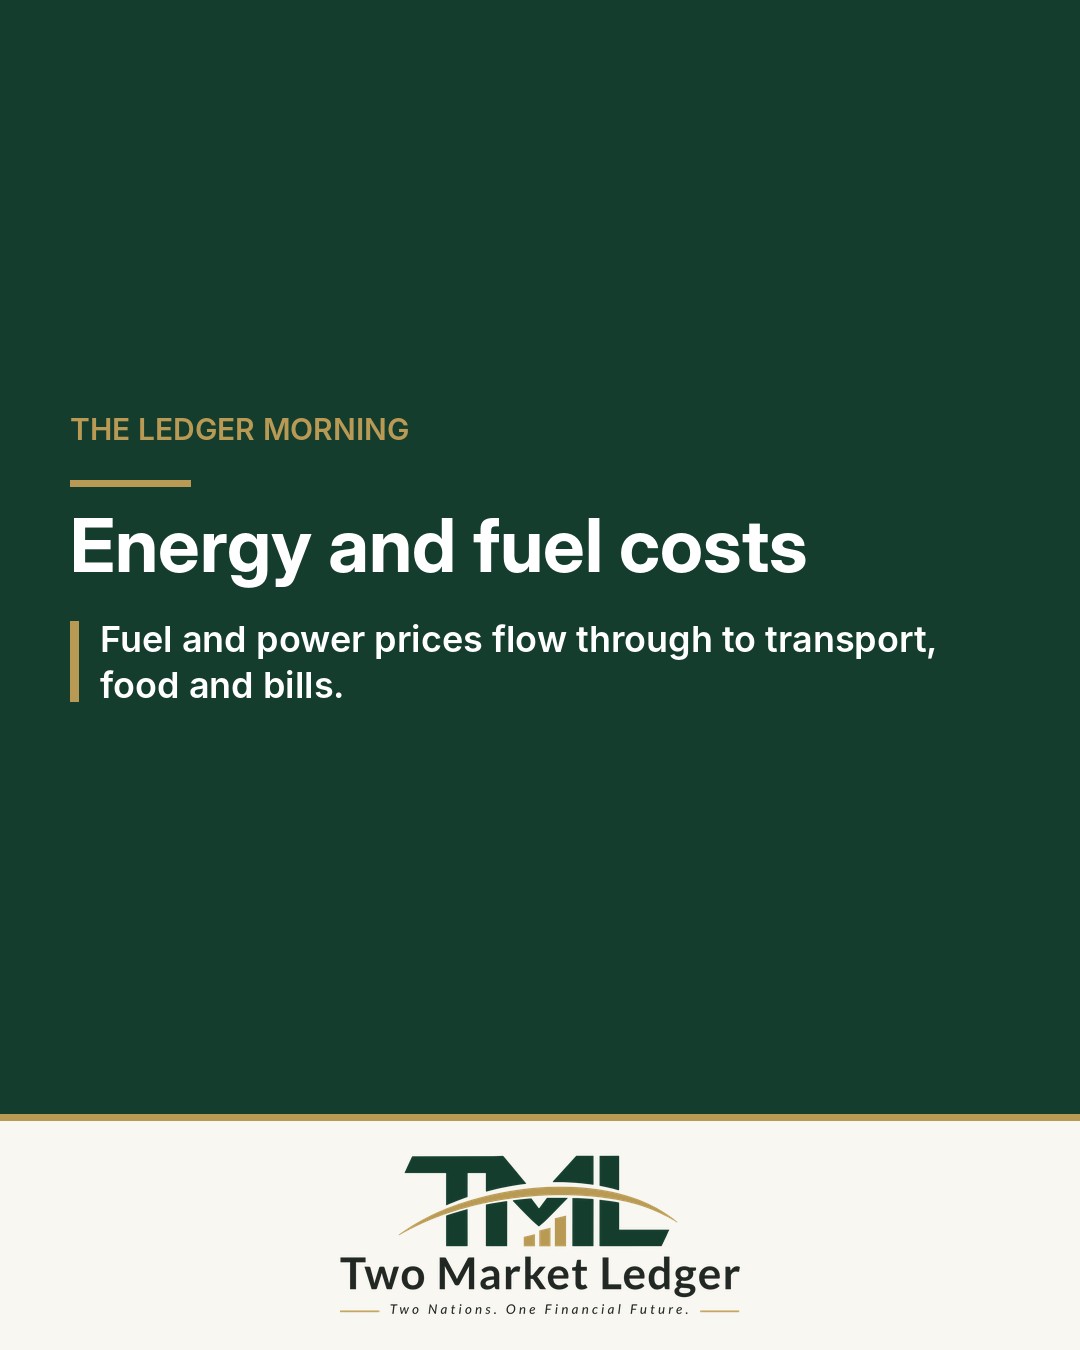 THE LEDGER MORNING
Energy and fuel costs
Fuel and power prices flow through to transport,
food and bills.
TML
Two Market Ledger
Two Nations. One Financial Future.